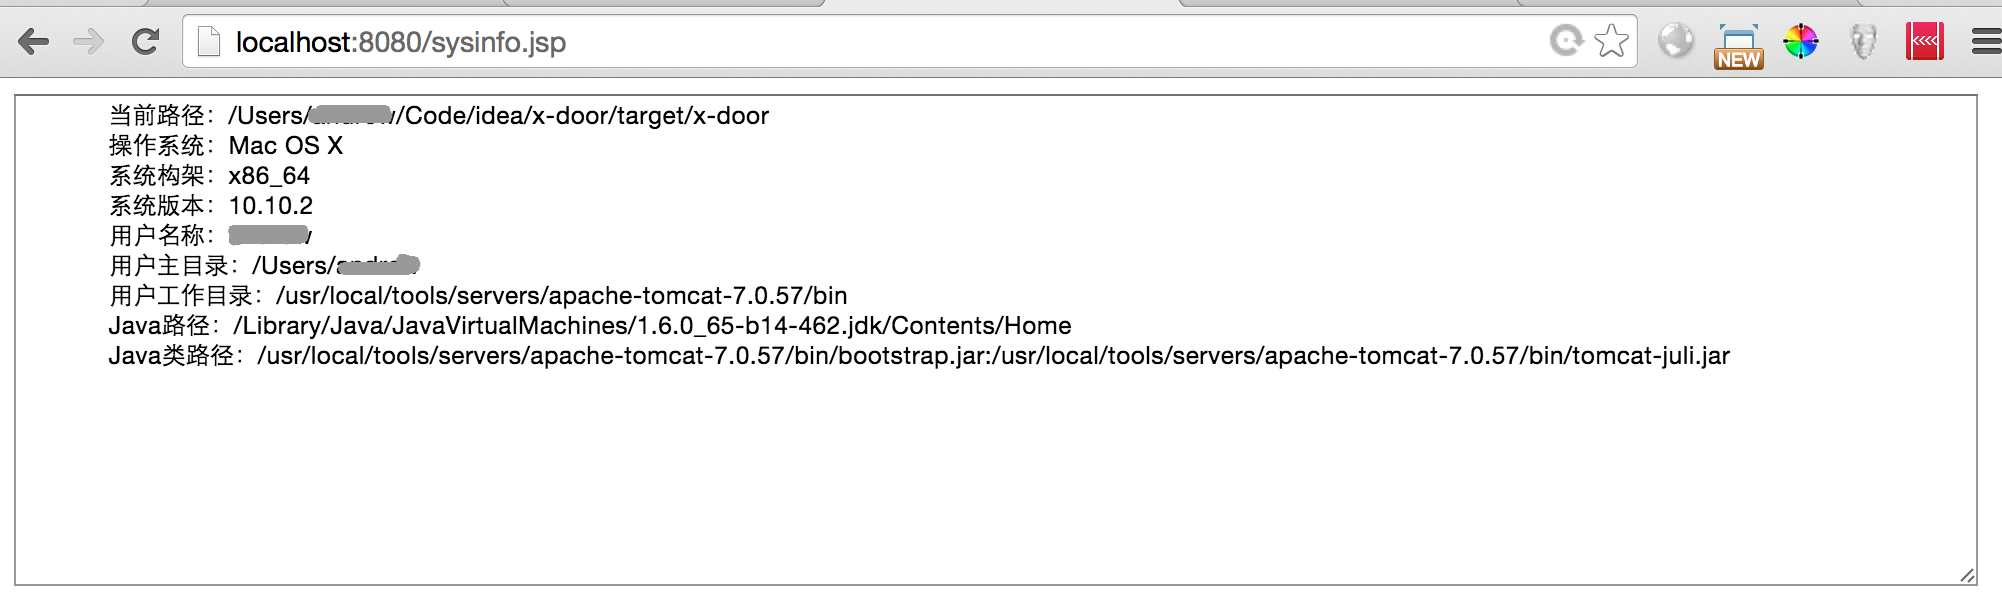 localhost:8080/sysinfo.jsp
NEW
当前路径：/Users/ /Code/idea/x-door/target/x-door
操作系统：Mac OS X
系统构架：x86_64
系统版本：10.10.2
用户名称：
用户主目录：/Users/
用户工作目录：/usr/local/tools/servers/apache-tomcat-7.0.57/bin
Java路径：/Library/Java/JavaVirtualMachines/1.6.0_65-b14-462.jdk/Contents/Home
Java类路径：/usr/local/tools/servers/apache-tomcat-7.0.57/bin/bootstrap.jar:/usr/local/tools/servers/apache-tomcat-7.0.57/bin/tomcat-juli.jar